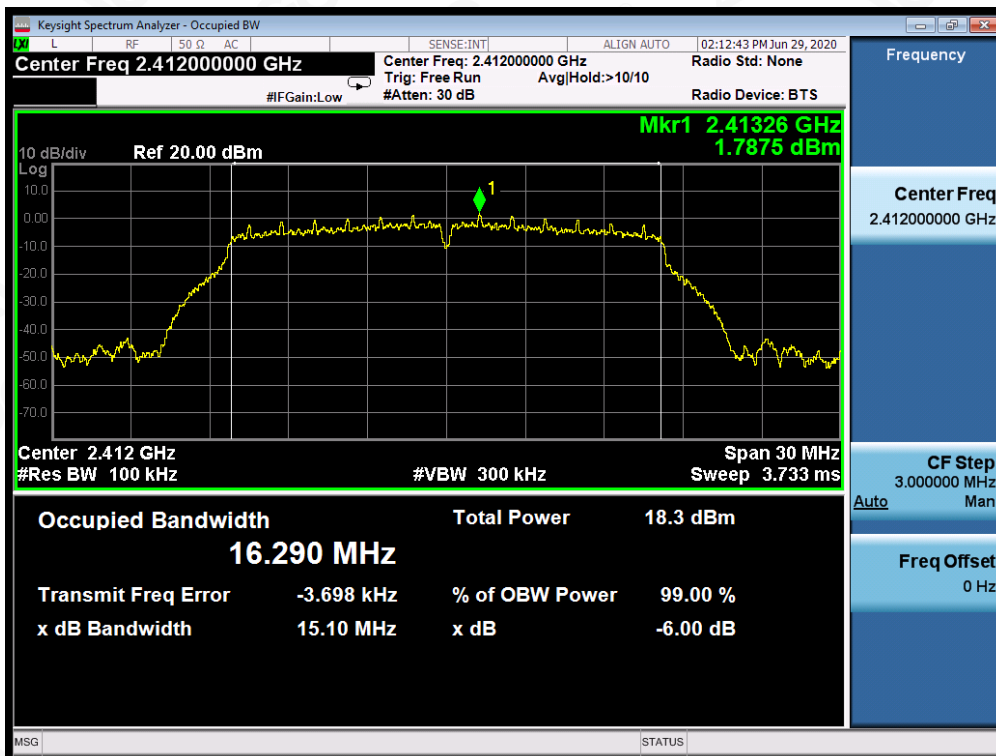 Keysight Spectrum Analyzer - Occupied BW
LXI L RF 50 Ω AC SENSE:INT ALIGN AUTO 02:12:43 PM Jun 29, 2020
Center Freq 2.412000000 GHz
Center Freq: 2.412000000 GHz
Radio Std: None
Trig: Free Run Avg|Hold:>10/10
#IFGain:Low
#Atten: 30 dB
Radio Device: BTS
Mkr1 2.41326 GHz
1.7875 dBm
10 dB/div Ref 20.00 dBm
Log
10.0
0.00
-10.0
-20.0
-30.0
-40.0
-50.0
-60.0
-70.0
1
Center 2.412 GHz Span 30 MHz
#Res BW 100 kHz #VBW 300 kHz Sweep 3.733 ms
Occupied Bandwidth Total Power 18.3 dBm
16.290 MHz
Transmit Freq Error -3.698 kHz % of OBW Power 99.00 %
x dB Bandwidth 15.10 MHz x dB -6.00 dB
MSG STATUS
Frequency
Center Freq
2.412000000 GHz
CF Step
3.000000 MHz
Auto Man
Freq Offset
0 Hz